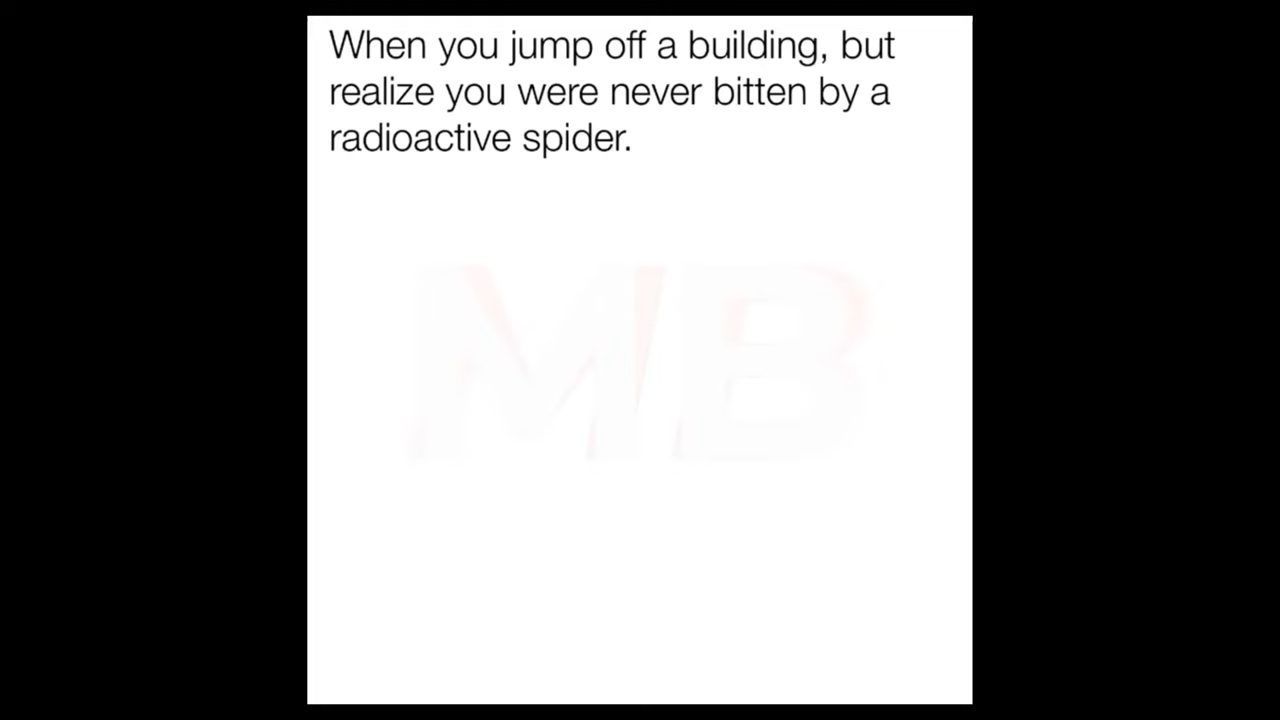 When you jump off a building, but
realize you were never bitten by a
radioactive spider.
MB